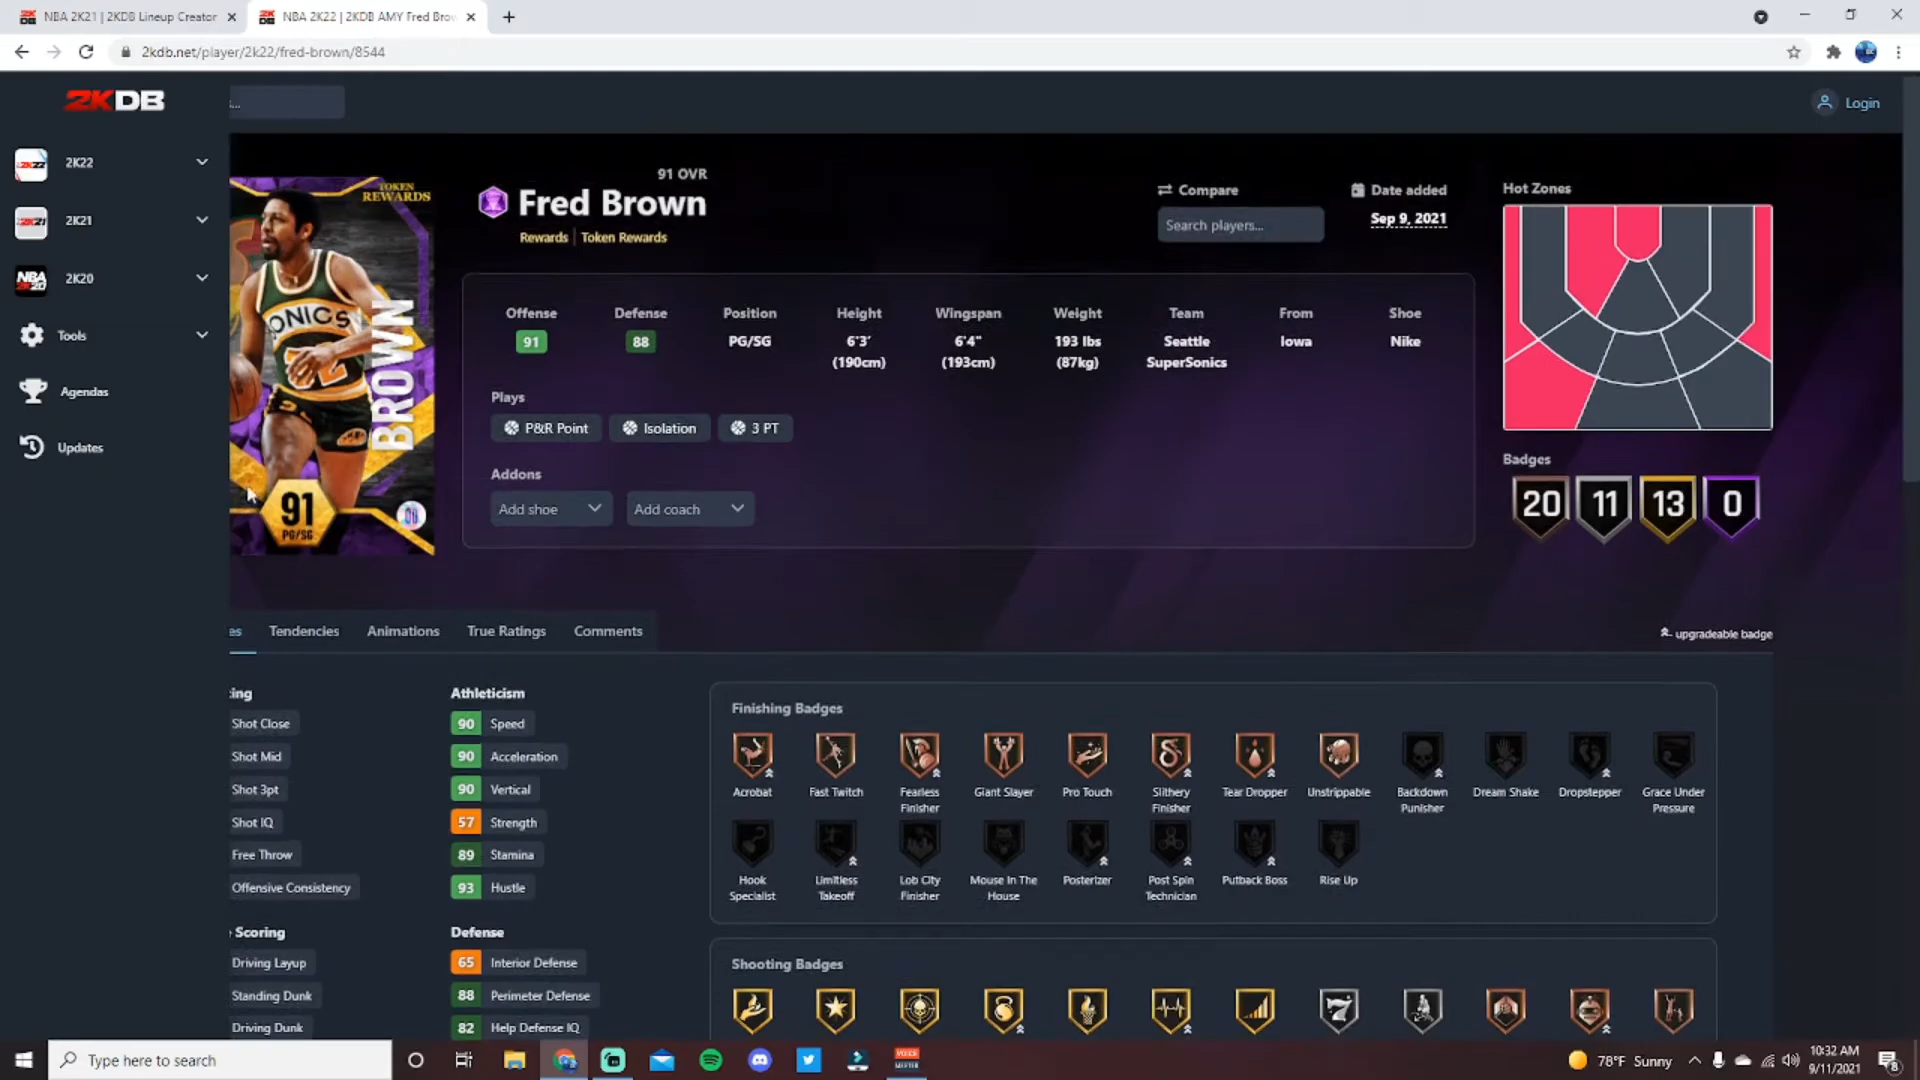 NBA 2K21 | 2KDB Lineup Creator
NBA 2K22 | 2KDB AMY Fred Brow
2kdb.net/player/2k22/fred-brown/8544
2KDB
s...
Login
2K22
2K21
NBA 2K20
2K20
Tools
Agendas
Updates
TOKEN REWARDS
SONICS
BROWN
91
PG/SG
91 OVR
Fred Brown
Rewards | Token Rewards
Compare
Search players...
Date added
Sep 9, 2021
Hot Zones
Offense Defense Position Height Wingspan Weight Team From Shoe
91 88 PG/SG 6'3' 6'4" 193 lbs Seattle Iowa Nike
(190cm) (193cm) (87kg) SuperSonics
Plays
P&R Point Isolation 3 PT
Addons
Add shoe Add coach
Badges
20 11 13 0
es Tendencies Animations True Ratings Comments
- upgradeable badge
ing
Shot Close
Shot Mid
Shot 3pt
Shot IQ
Free Throw
Offensive Consistency
Scoring
Driving Layup
Standing Dunk
Driving Dunk
Athleticism
90 Speed
90 Acceleration
90 Vertical
57 Strength
89 Stamina
93 Hustle
Defense
65 Interior Defense
88 Perimeter Defense
82 Help Defense IQ
Finishing Badges
Acrobat Fast Twitch Fearless Finisher Giant Slayer Pro Touch Slithery Finisher Tear Dropper Unstrippable Backdown Punisher Dream Shake Dropstepper Grace Under Pressure
Hook Specialist Limitless Takeoff Lob City Finisher Mouse In The House Posterizer Post Spin Technician Putback Boss Rise Up
Shooting Badges
Type here to search
VOICE MEETER
78°F Sunny
10:32 AM
9/11/2021
8